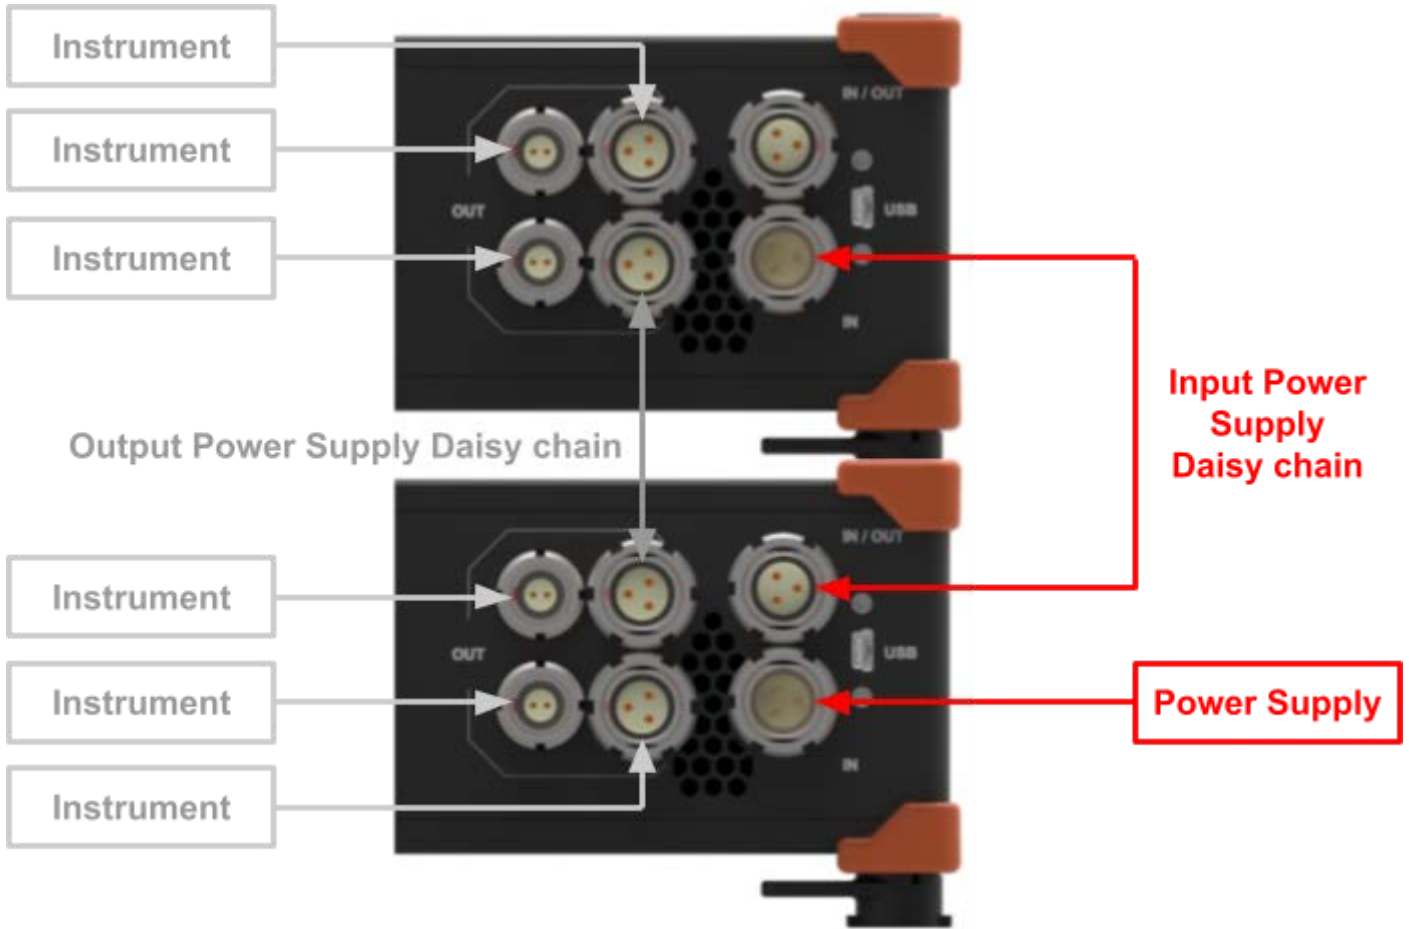 Instrument
IN / OUT
Instrument
OUT
USB
Instrument
IN
Input Power
Supply
Daisy chain
Output Power Supply Daisy chain
IN / OUT
Instrument
OUT
USB
Instrument
Power Supply
IN
Instrument